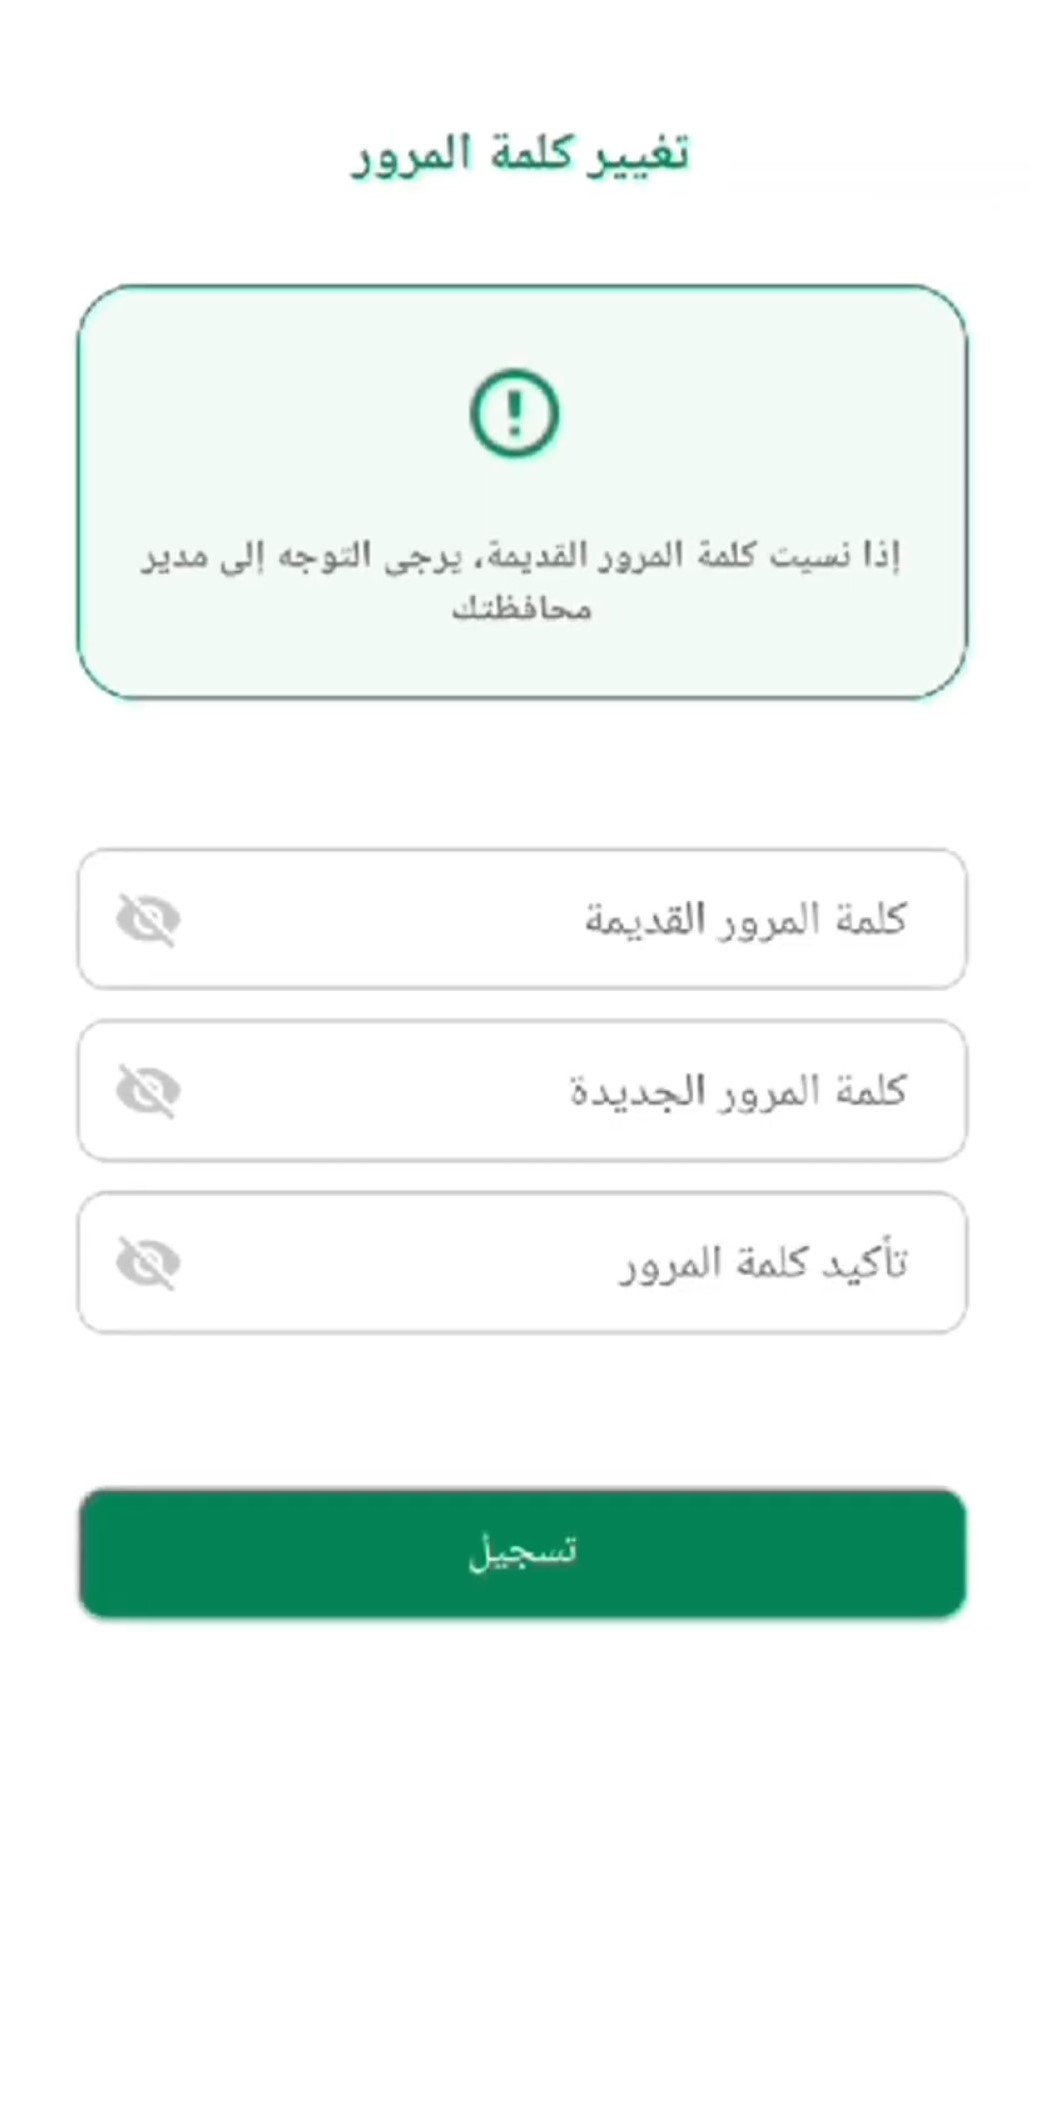 تغيير كلمة المرور
إذا نسيت كلمة المرور القديمة، يرجى التوجه إلى مدير
محافظتك
كلمة المرور القديمة
كلمة المرور الجديدة
تأكيد كلمة المرور
تسجيل